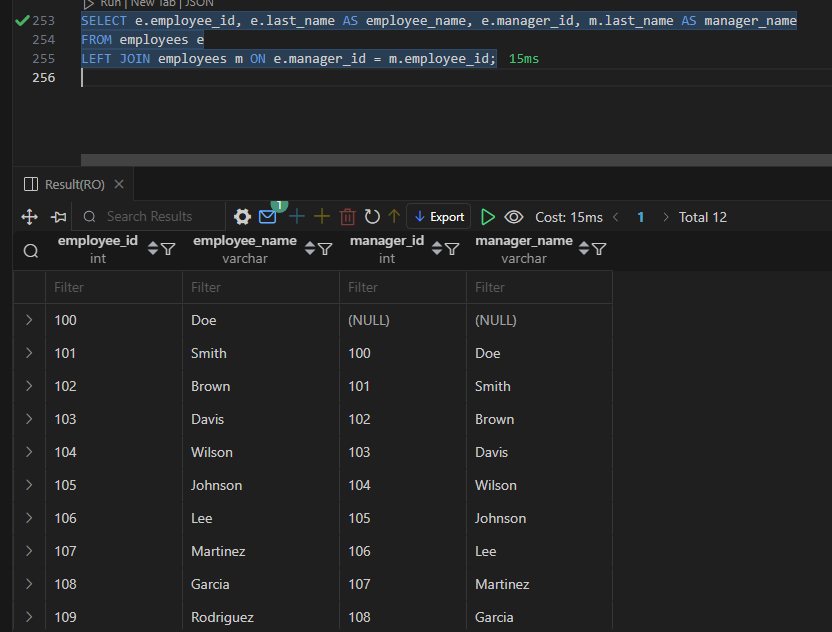 Run | New Tab | JSON
253 SELECT e.employee_id, e.last_name AS employee_name, e.manager_id, m.last_name AS manager_name
254 FROM employees e
255 LEFT JOIN employees m ON e.manager_id = m.employee_id; 15ms
256
Result(RO)
Search Results 1 Export Cost: 15ms 1 Total 12
employee_id employee_name manager_id manager_name
int varchar int varchar
Filter Filter Filter Filter
100 Doe (NULL) (NULL)
101 Smith 100 Doe
102 Brown 101 Smith
103 Davis 102 Brown
104 Wilson 103 Davis
105 Johnson 104 Wilson
106 Lee 105 Johnson
107 Martinez 106 Lee
108 Garcia 107 Martinez
109 Rodriguez 108 Garcia